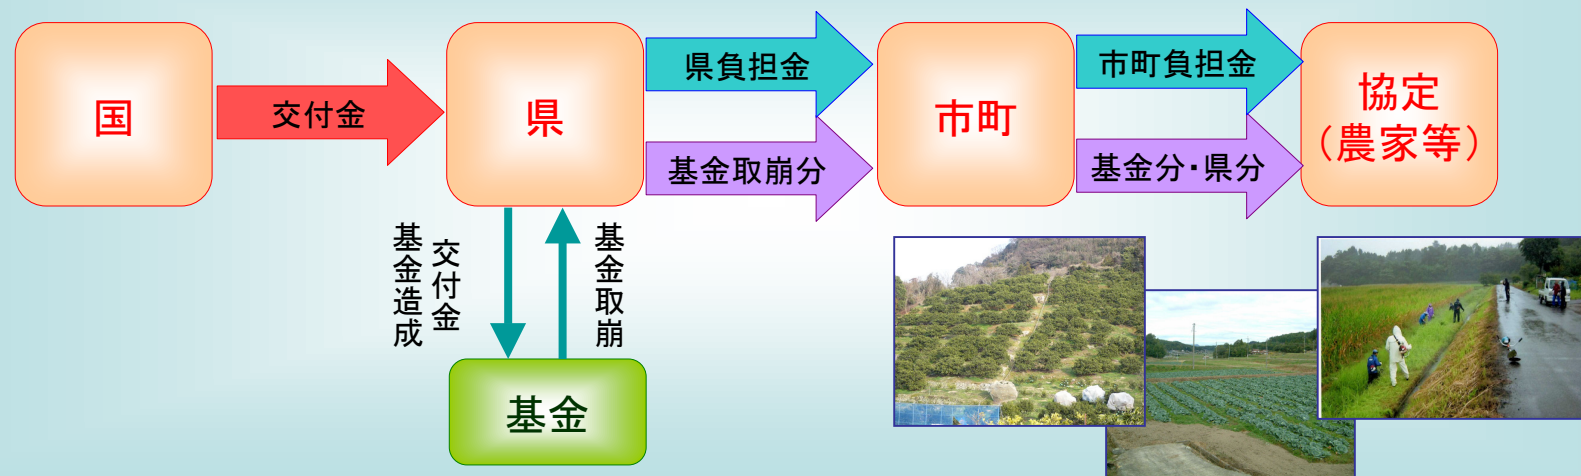 国
交付金
県
県負担金
基金取崩分
市町
市町負担金
基金分・県分
協定
（農家等）
交付金
基金造成
基金取崩
基金